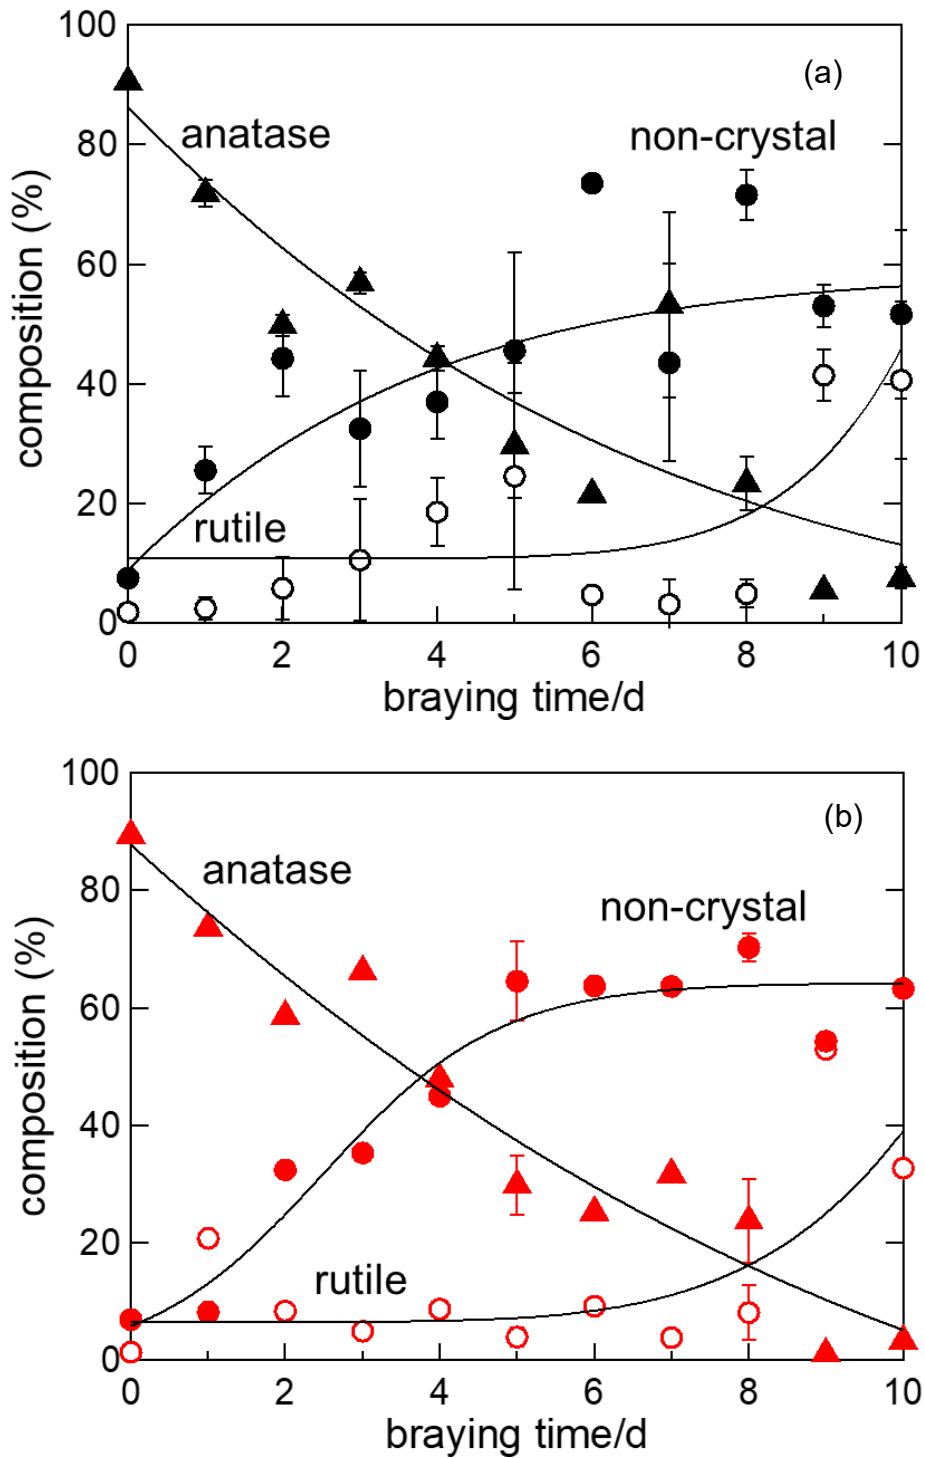 100
(a)
anatase
non-crystal
80
60
40
20
rutile
0
composition (%)
0 2 4 6 8 10
braying time/d
100
(b)
anatase
non-crystal
80
60
40
20
rutile
0
composition (%)
0 2 4 6 8 10
braying time/d